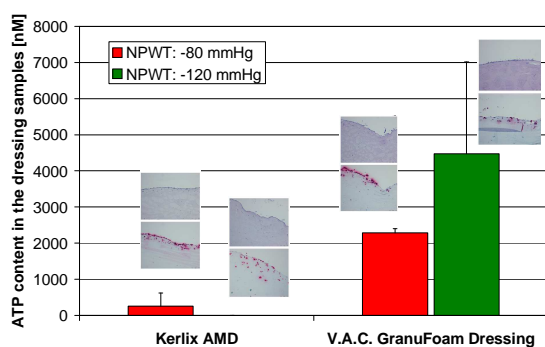 ATP content in the dressing samples [nM]
8000
7000
6000
5000
4000
3000
2000
1000
0
NPWT: -80 mmHg
NPWT: -120 mmHg
Kerlix AMD
V.A.C. GranuFoam Dressing